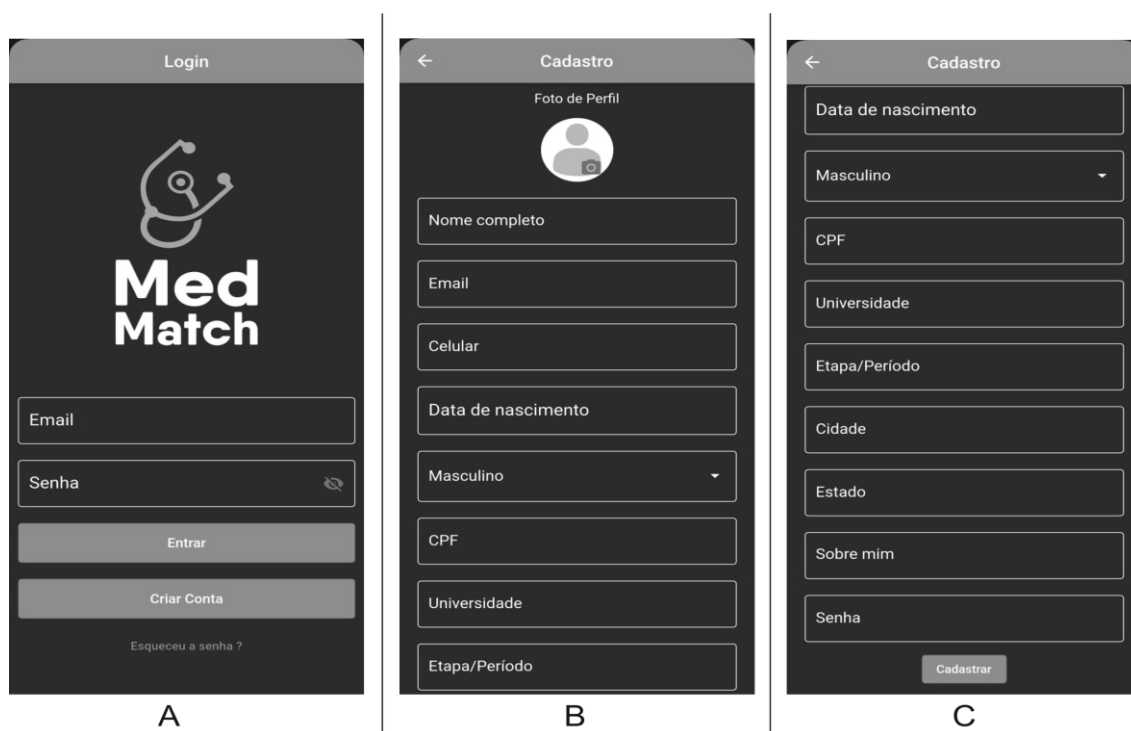 Login
Med
Match
Email
Senha
Entrar
Criar Conta
Esqueceu a senha ?
A
Cadastro
Foto de Perfil
Nome completo
Email
Celular
Data de nascimento
Masculino
CPF
Universidade
Etapa/Período
B
Cadastro
Data de nascimento
Masculino
CPF
Universidade
Etapa/Período
Cidade
Estado
Sobre mim
Senha
Cadastrar
C